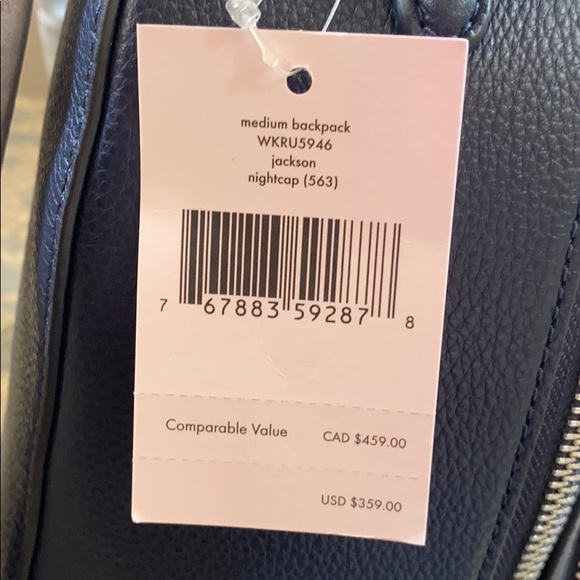 medium backpack
WKRU5946
jackson
nightcap (563)
7 67883 59287 8
Comparable Value CAD $459.00
USD $359.00